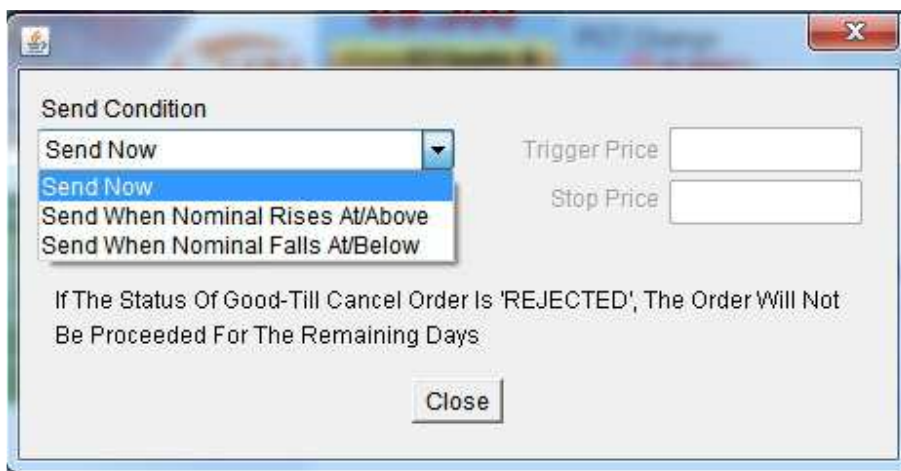 Send Condition
Send Now
Trigger Price
Send Now
Stop Price
Send When Nominal Rises At/Above
Send When Nominal Falls At/Below
If The Status Of Good-Till Cancel Order Is 'REJECTED', The Order Will Not
Be Proceeded For The Remaining Days
Close